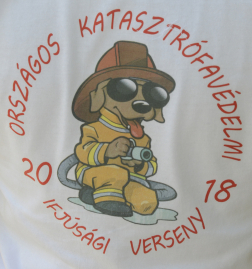 ORSZÁGOS KATASZTRÓFAVÉDELMI
20 18
IFJÚSÁGI VERSENY